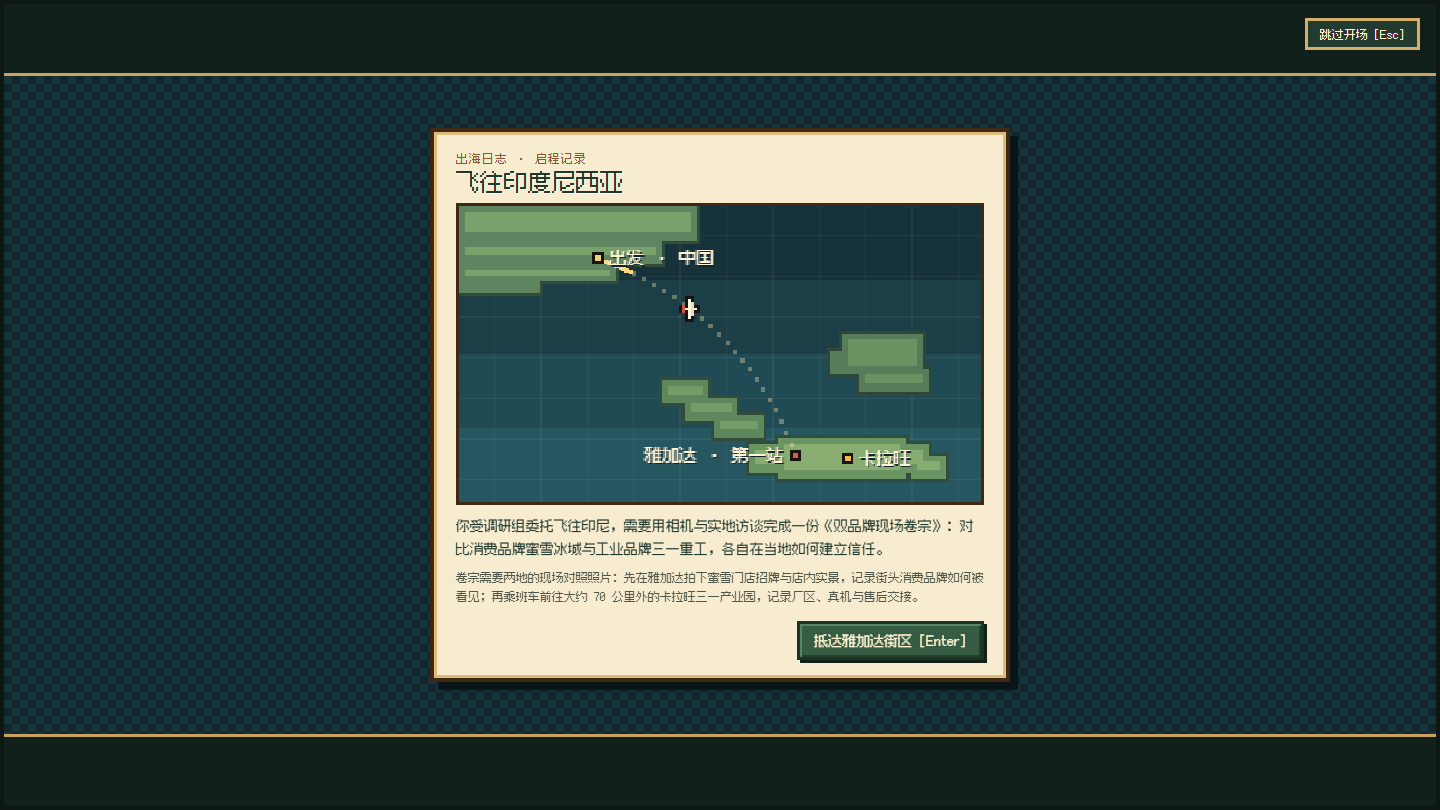 跳过开场 [Esc]
出海日志 · 启程记录
飞往印度尼西亚
出发 · 中国
雅加达 · 第一站
卡拉旺
你受调研组委托飞往印尼，需要用相机与实地访谈完成一份《双品牌现场卷宗》：对
比消费品牌蜜雪冰城与工业品牌三一重工，各自在当地如何建立信任。
卷宗需要两地的现场对照照片：先在雅加达拍下蜜雪门店招牌与店内实景，记录街头消费品牌如何被
看见；再乘班车前往大约 70 公里外的卡拉旺三一产业园，记录厂区、真机与售后交接。
抵达雅加达街区 [Enter]